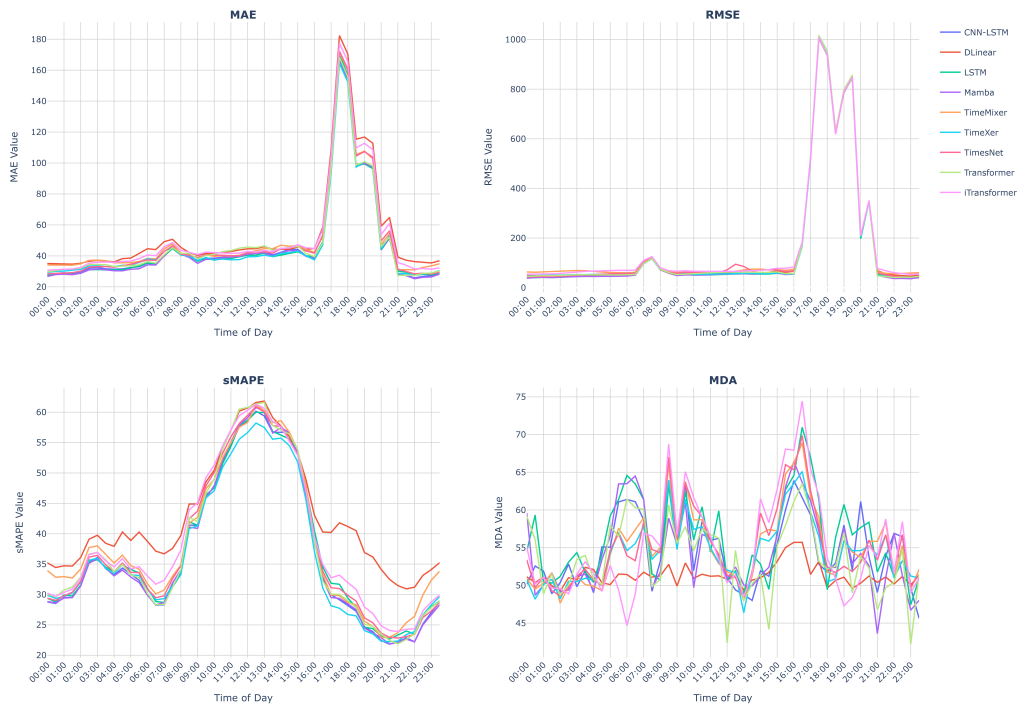 MAE
RMSE
180
160
140
120
100
80
60
40
20
MAE Value
00:00 01:00 02:00 03:00 04:00 05:00 06:00 07:00 08:00 09:00 10:00 11:00 12:00 13:00 14:00 15:00 16:00 17:00 18:00 19:00 20:00 21:00 22:00 23:00
Time of Day
1000
800
600
400
200
0
RMSE Value
00:00 01:00 02:00 03:00 04:00 05:00 06:00 07:00 08:00 09:00 10:00 11:00 12:00 13:00 14:00 15:00 16:00 17:00 18:00 19:00 20:00 21:00 22:00 23:00
Time of Day
CNN-LSTM
DLinear
LSTM
Mamba
TimeMixer
TimeXer
TimesNet
Transformer
iTransformer
sMAPE
MDA
60
55
50
45
40
35
30
25
20
sMAPE Value
00:00 01:00 02:00 03:00 04:00 05:00 06:00 07:00 08:00 09:00 10:00 11:00 12:00 13:00 14:00 15:00 16:00 17:00 18:00 19:00 20:00 21:00 22:00 23:00
Time of Day
75
70
65
60
55
50
45
MDA Value
00:00 01:00 02:00 03:00 04:00 05:00 06:00 07:00 08:00 09:00 10:00 11:00 12:00 13:00 14:00 15:00 16:00 17:00 18:00 19:00 20:00 21:00 22:00 23:00
Time of Day